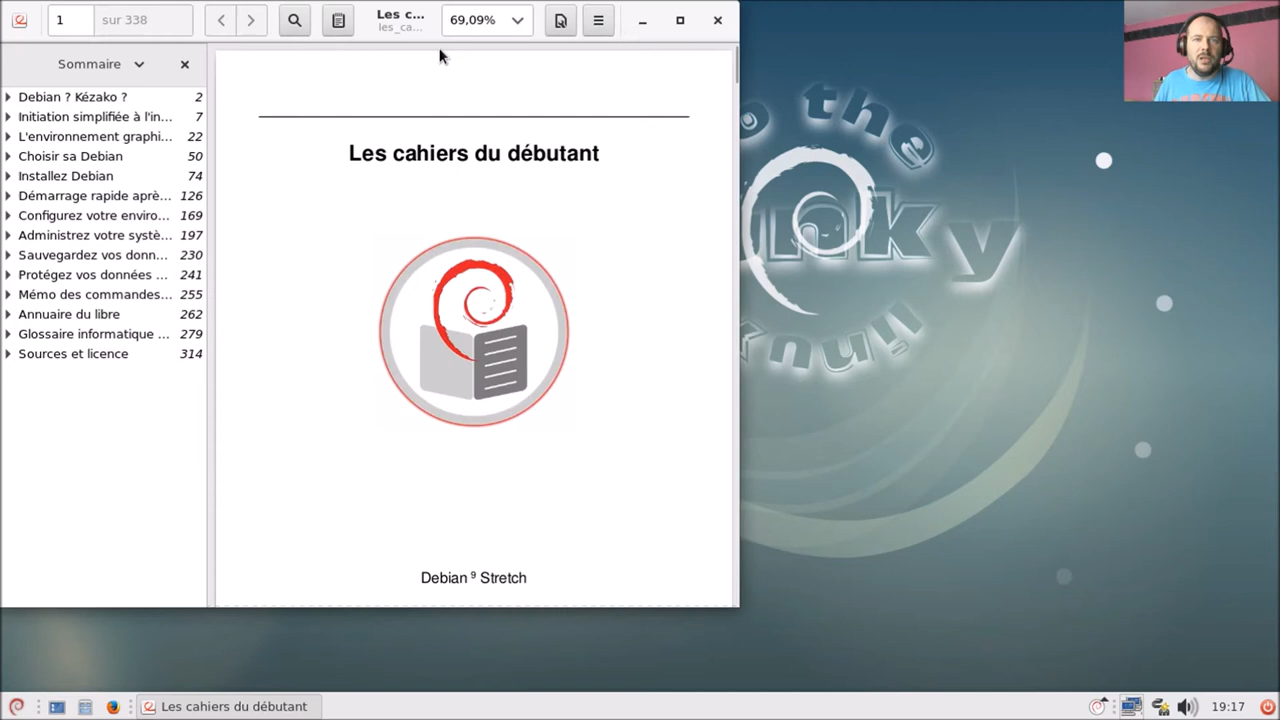 1 sur 338
Les c...
les_ca...
69,09%
Sommaire
Debian ? Kézako ? 2
Initiation simplifiée à l'in... 7
L'environnement graphi... 22
Choisir sa Debian 50
Installez Debian 74
Démarrage rapide aprè... 126
Configurez votre enviro... 169
Administrez votre systè... 197
Sauvegardez vos donn... 230
Protégez vos données ... 241
Mémo des commandes... 255
Annuaire du libre 262
Glossaire informatique ... 279
Sources et licence 314
Les cahiers du débutant
Debian 9 Stretch
the
nky
linux
Les cahiers du débutant
19:17